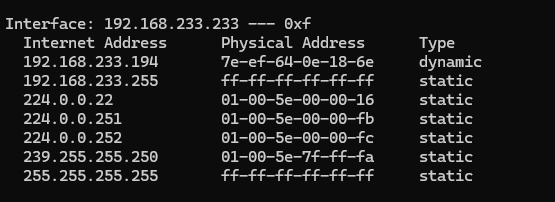 Interface: 192.168.233.233 --- 0xf
Internet Address Physical Address Type
192.168.233.194 7e-ef-64-0e-18-6e dynamic
192.168.233.255 ff-ff-ff-ff-ff-ff static
224.0.0.22 01-00-5e-00-00-16 static
224.0.0.251 01-00-5e-00-00-fb static
224.0.0.252 01-00-5e-00-00-fc static
239.255.255.250 01-00-5e-7f-ff-fa static
255.255.255.255 ff-ff-ff-ff-ff-ff static